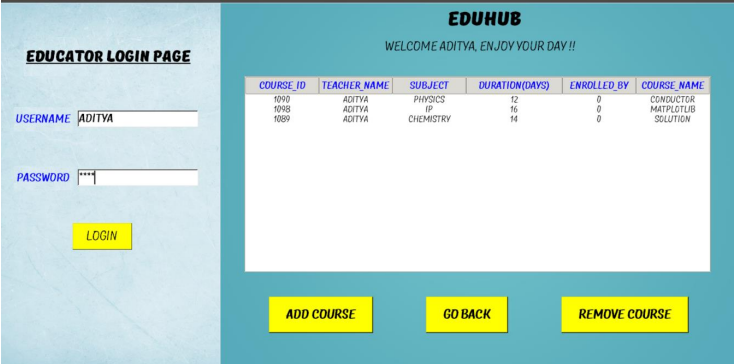 EDUCATOR LOGIN PAGE
USERNAME ADITYA
PASSWORD ****
LOGIN
EDUHUB
WELCOME ADITYA, ENJOY YOUR DAY !!
COURSE_ID TEACHER_NAME SUBJECT DURATION(DAYS) ENROLLED_BY COURSE_NAME
1090 ADITYA PHYSICS 12 0 CONDUCTOR
1098 ADITYA IP 16 0 MATPLOTLIB
1089 ADITYA CHEMISTRY 14 0 SOLUTION
ADD COURSE GO BACK REMOVE COURSE